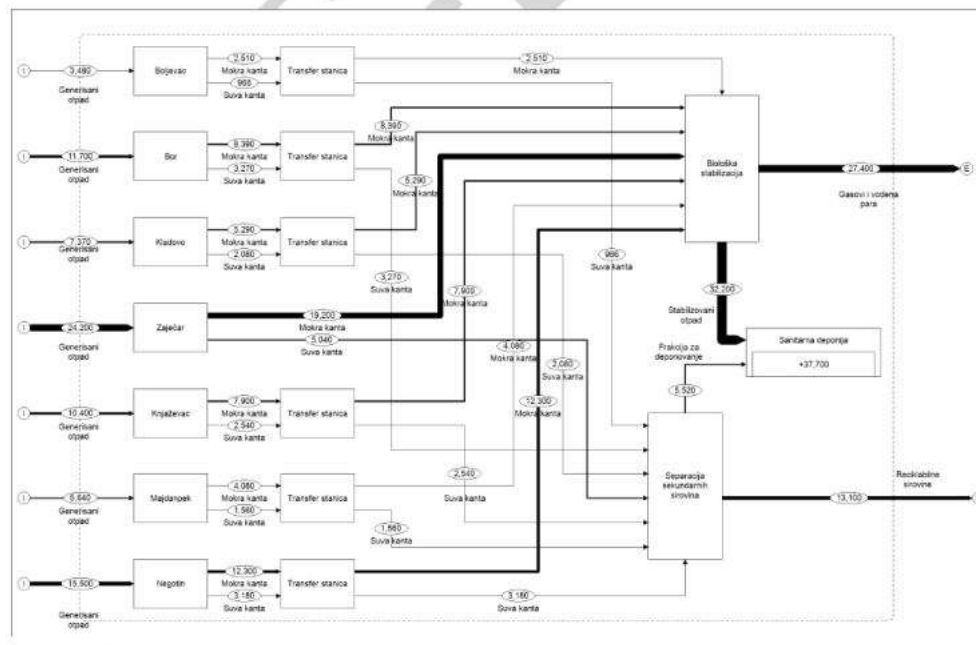 I
3,480
Generisani
otpad
Boljevac
2,510
Mokra kanta
966
Suva kanta
Transfer stanica
2,510
Mokra kanta
I
11,700
Generisani
otpad
Bor
8,390
Mokra kanta
3,270
Suva kanta
Transfer stanica
8,390
Mokra kanta
I
7,370
Generisani
otpad
Kladovo
5,290
Mokra kanta
2,080
Suva kanta
Transfer stanica
5,290
Mokra kanta
Biološka
stabilizacija
27,400
Gasovi i vodena
para
E
I
24,200
Generisani
otpad
Zaječar
19,200
Mokra kanta
5,040
Suva kanta
3,270
Suva kanta
7,900
Mokra kanta
966
Suva kanta
32,200
Stabilizovani
otpad
Sanitarna deponija
+37,700
Frakcija za
deponovanje
5,520
4,080
Mokra kanta
2,080
Suva kanta
12,300
Mokra kanta
I
10,400
Generisani
otpad
Knjaževac
7,900
Mokra kanta
2,540
Suva kanta
Transfer stanica
2,540
Suva kanta
I
5,640
Generisani
otpad
Majdanpek
4,080
Mokra kanta
1,560
Suva kanta
Transfer stanica
1,560
Suva kanta
Separacija
sekundarnih
sirovina
13,100
Reciklabilne
sirovine
I
15,500
Generisani
otpad
Negotin
12,300
Mokra kanta
3,180
Suva kanta
Transfer stanica
3,180
Suva kanta